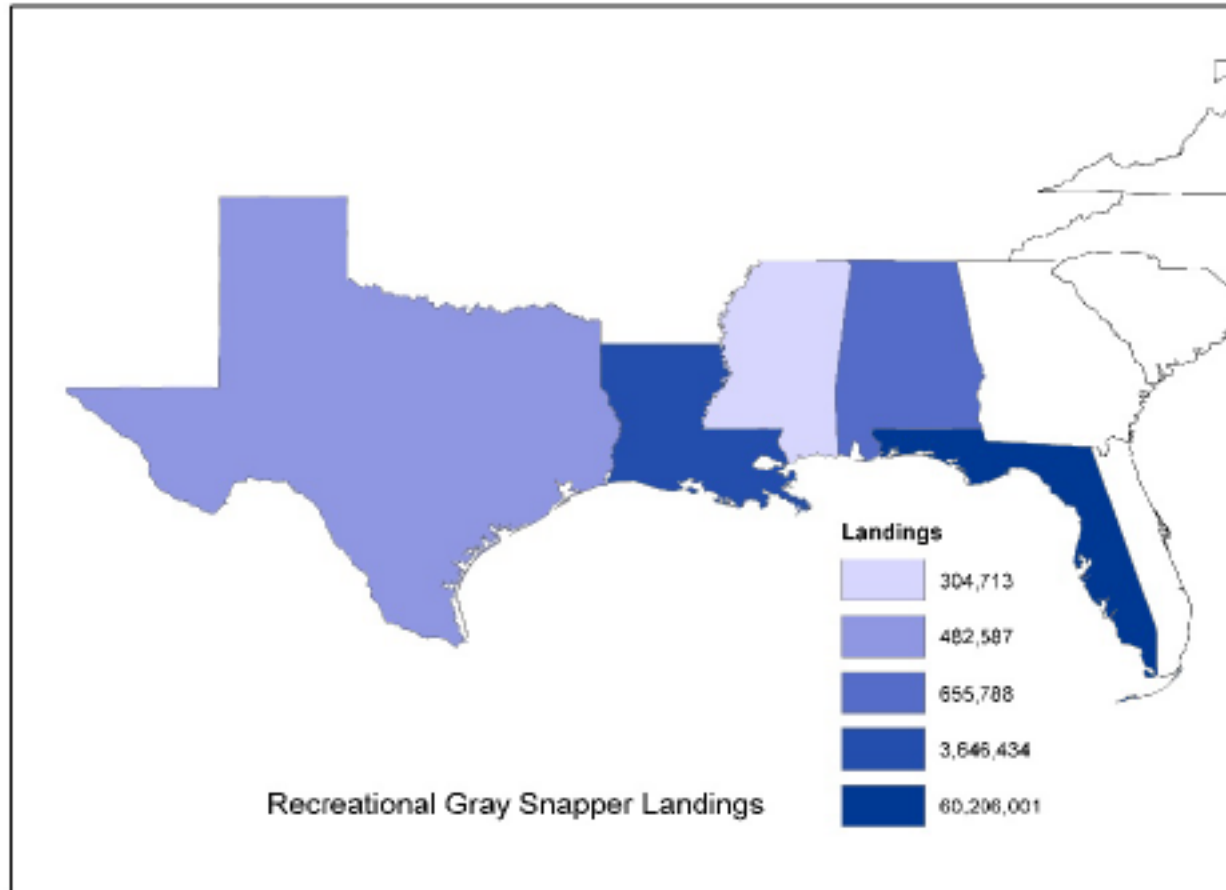 Landings
304,713
482,587
655,788
3,646,434
60,206,001
Recreational Gray Snapper Landings